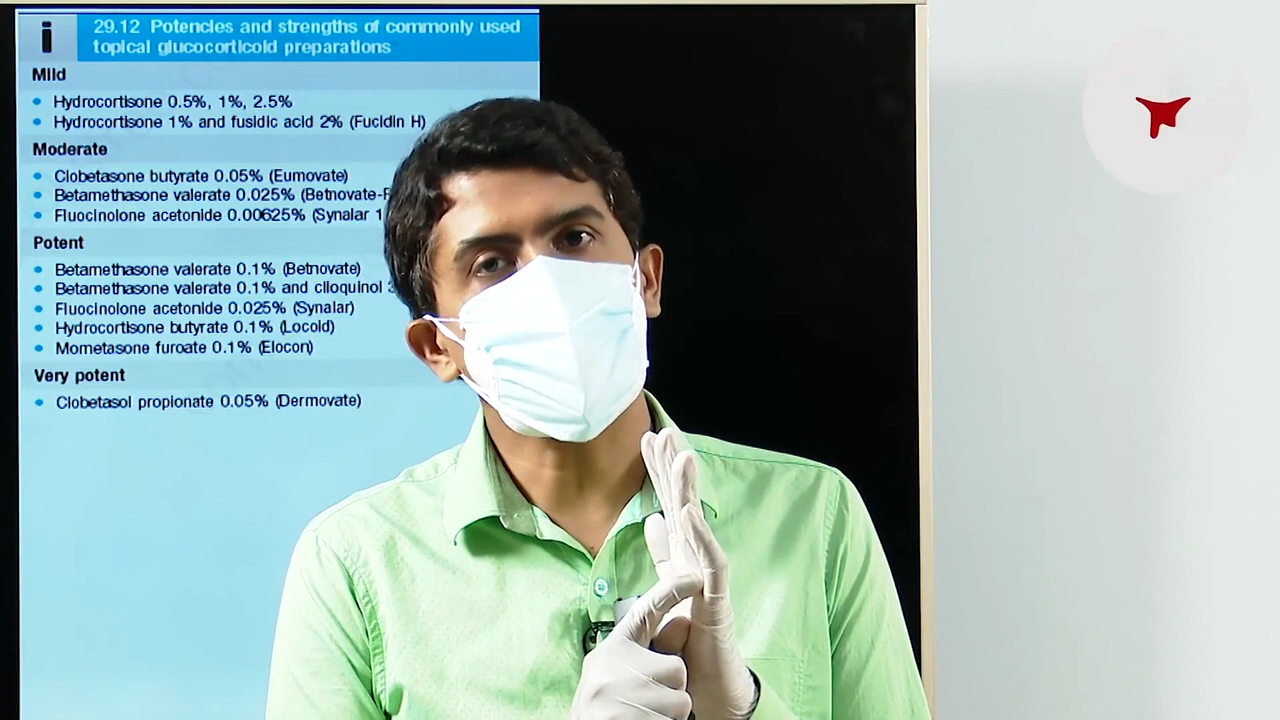 29.12 Potencies and strengths of commonly used
topical glucocorticoid preparations
Mild
Hydrocortisone 0.5%, 1%, 2.5%
Hydrocortisone 1% and fusidic acid 2% (Fucidin H)
Moderate
Clobetasone butyrate 0.05% (Eumovate)
Betamethasone valerate 0.025% (Betnovate-
Fluocinolone acetonide 0.00625% (Synalar 1
Potent
Betamethasone valerate 0.1% (Betnovate)
Betamethasone valerate 0.1% and clioquinol
Fluocinolone acetonide 0.025% (Synalar)
Hydrocortisone butyrate 0.1% (Locoid)
Mometasone furoate 0.1% (Elocon)
Very potent
Clobetasol propionate 0.05% (Dermovate)